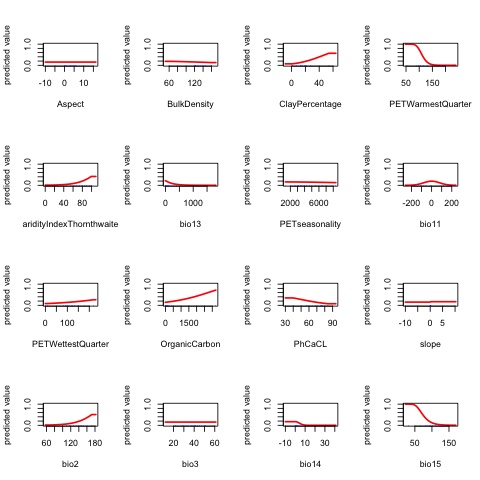 predicted value
0.0 1.0
-10 0 10
Aspect
predicted value
0.0 1.0
60 120
BulkDensity
predicted value
0.0 1.0
0 40
ClayPercentage
predicted value
0.0 1.0
50 150
PETWarmestQuarter
predicted value
0.0 1.0
0 40 80
aridityIndexThornthwaite
predicted value
0.0 1.0
0 1000
bio13
predicted value
0.0 1.0
2000 6000
PETseasonality
predicted value
0.0 1.0
-200 0 200
bio11
predicted value
0.0 1.0
0 100
PETWettestQuarter
predicted value
0.0 1.0
0 1500
OrganicCarbon
predicted value
0.0 1.0
30 60 90
PhCaCL
predicted value
0.0 1.0
-10 0 5
slope
predicted value
0.0 1.0
60 120 180
bio2
predicted value
0.0 1.0
20 40 60
bio3
predicted value
0.0 1.0
-10 10 30
bio14
predicted value
0.0 1.0
50 150
bio15